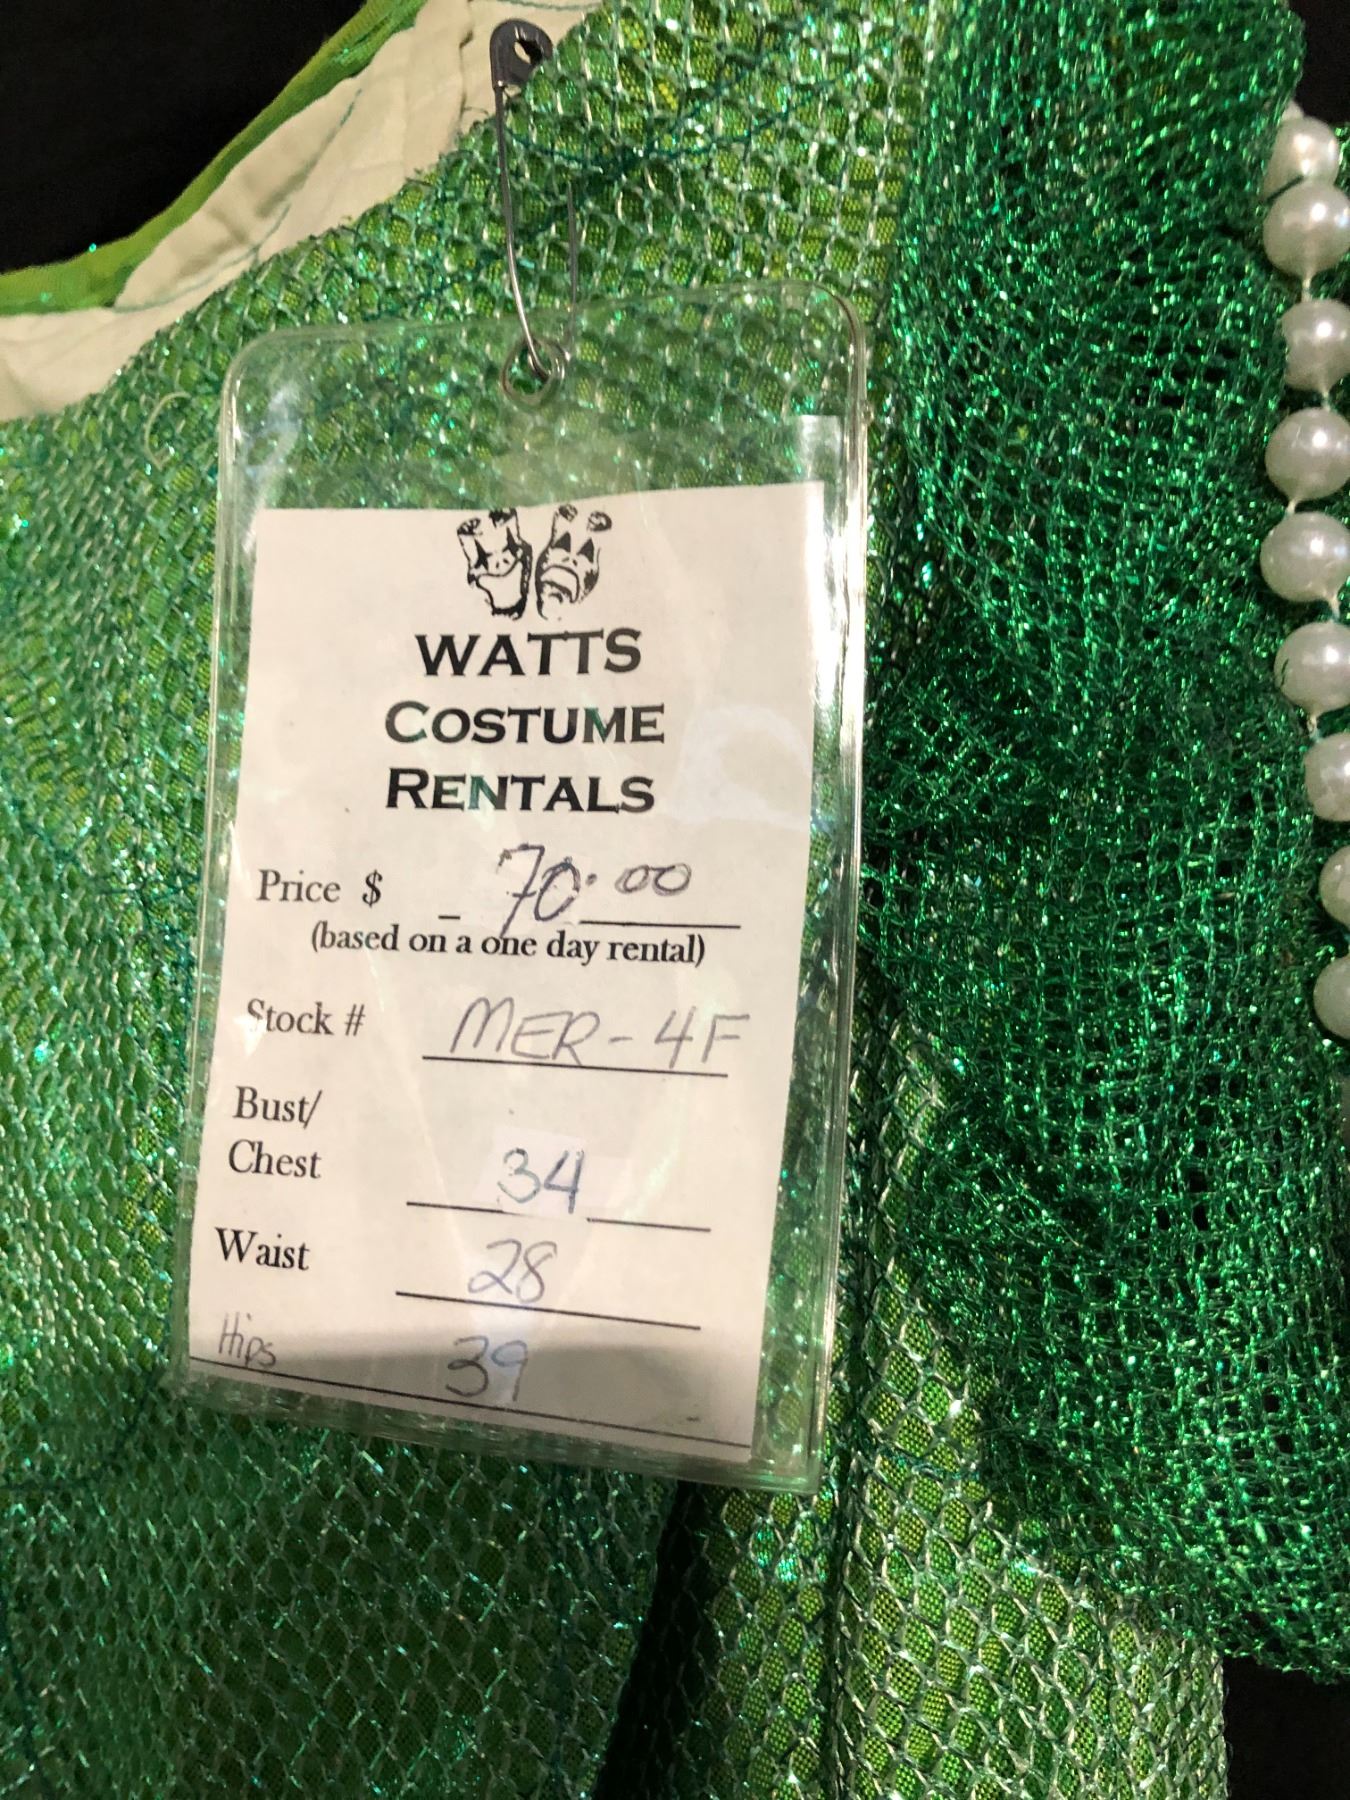 WATTS
COSTUME
RENTALS
Price $ 70.00
(based on a one day rental)
Stock # MER-4F
Bust/
Chest 34
Waist 28
Hips 39